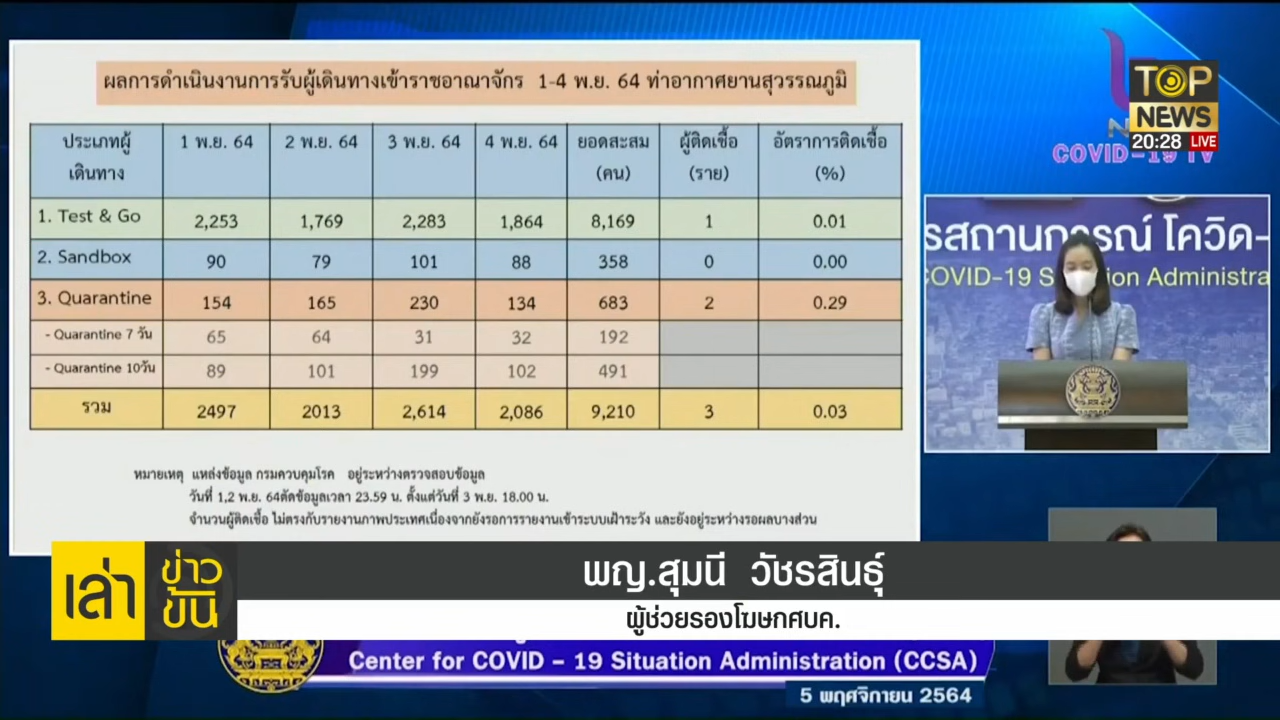 ผลการดำเนินงานการรับผู้เดินทางเข้าราชอาณาจักร 1-4 พ.ย. 64 ท่าอากาศยานสุวรรณภูมิ
ประเภทผู้เดินทาง 1 พ.ย. 64 2 พ.ย. 64 3 พ.ย. 64 4 พ.ย. 64 ยอดสะสม (คน) ผู้ติดเชื้อ (ราย) อัตราการติดเชื้อ (%)
1. Test & Go 2,253 1,769 2,283 1,864 8,169 1 0.01
2. Sandbox 90 79 101 88 358 0 0.00
3. Quarantine 154 165 230 134 683 2 0.29
- Quarantine 7 วัน 65 64 31 32 192
- Quarantine 10วัน 89 101 199 102 491
รวม 2497 2013 2,614 2,086 9,210 3 0.03
หมายเหตุ แหล่งข้อมูล กรมควบคุมโรค อยู่ระหว่างตรวจสอบข้อมูล
วันที่ 1,2 พ.ย. 64ตัดข้อมูลเวลา 23.59 น. ตั้งแต่วันที่ 3 พ.ย. 18.00 น.
จำนวนผู้ติดเชื้อ ไม่ตรงกับรายงานภาพประเทศเนื่องจากยังรอการรายงานเข้าระบบเฝ้าระวัง และยังอยู่ระหว่างรอผลบางส่วน
TOP
NEWS
20:28 LIVE
COVID-19 TV
รสถานการณ์ โควิด-
COVID-19 Situation Administra
เล่า
ข่าว
ข้น
พญ.สุมนี วัชรสินธุ์
ผู้ช่วยรองโฆษกศบค.
Center for COVID – 19 Situation Administration (CCSA)
5 พฤศจิกายน 2564